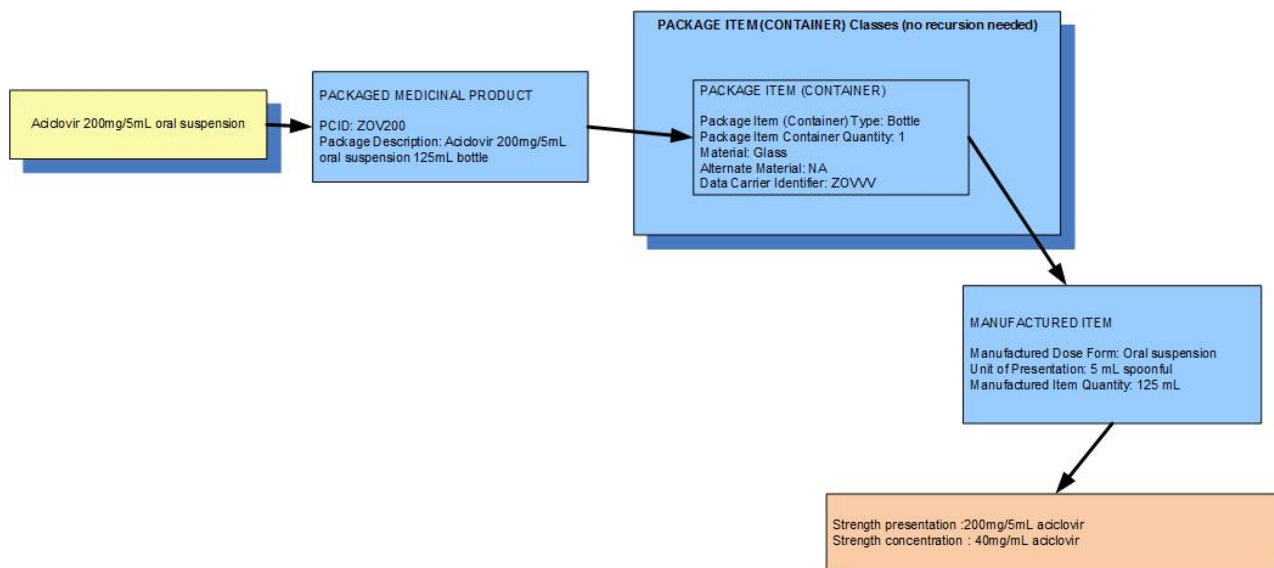 PACKAGE ITEM (CONTAINER) Classes (no recursion needed)
Aciclovir 200mg/5mL oral suspension
PACKAGED MEDICINAL PRODUCT
PCID: ZOV200
Package Description: Aciclovir 200mg/5mL
oral suspension 125mL bottle
PACKAGE ITEM (CONTAINER)
Package Item (Container) Type: Bottle
Package Item Container Quantity: 1
Material: Glass
Alternate Material: NA
Data Carrier Identifier: ZOVVV
MANUFACTURED ITEM
Manufactured Dose Form: Oral suspension
Unit of Presentation: 5 mL spoonful
Manufactured Item Quantity: 125 mL
Strength presentation :200mg/5mL aciclovir
Strength concentration : 40mg/mL aciclovir